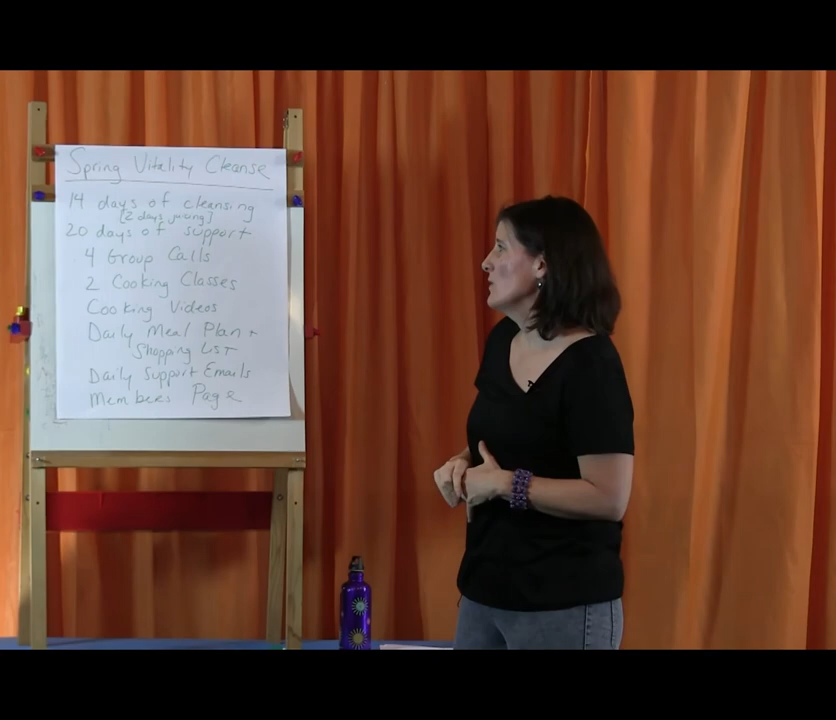 Spring Vitality Cleanse
14 days of cleansing
[2 days juicing]
20 days of support
4 Group Calls
2 Cooking Classes
Cooking Videos
Daily Meal Plan +
Shopping List
Daily Support Emails
Members Page